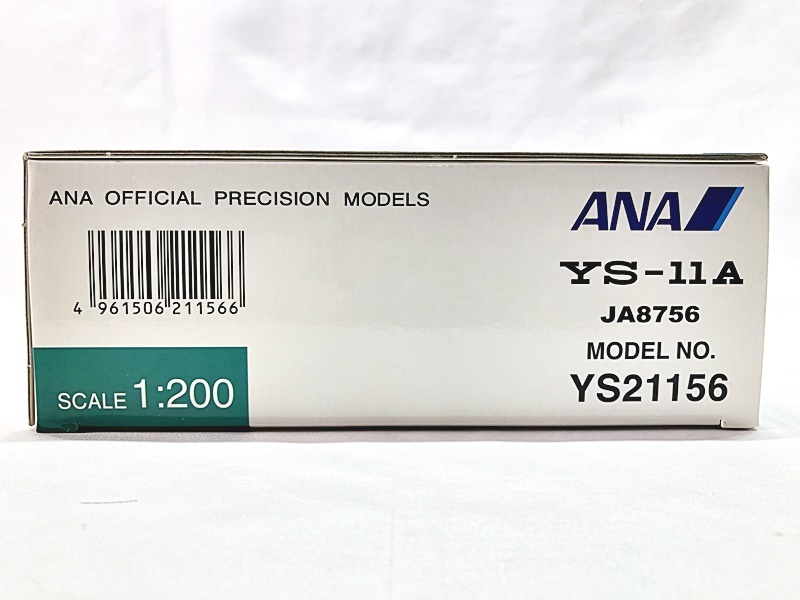 ANA OFFICIAL PRECISION MODELS
4 961506 211566
SCALE 1:200
ANA
YS-11A
JA8756
MODEL NO.
YS21156